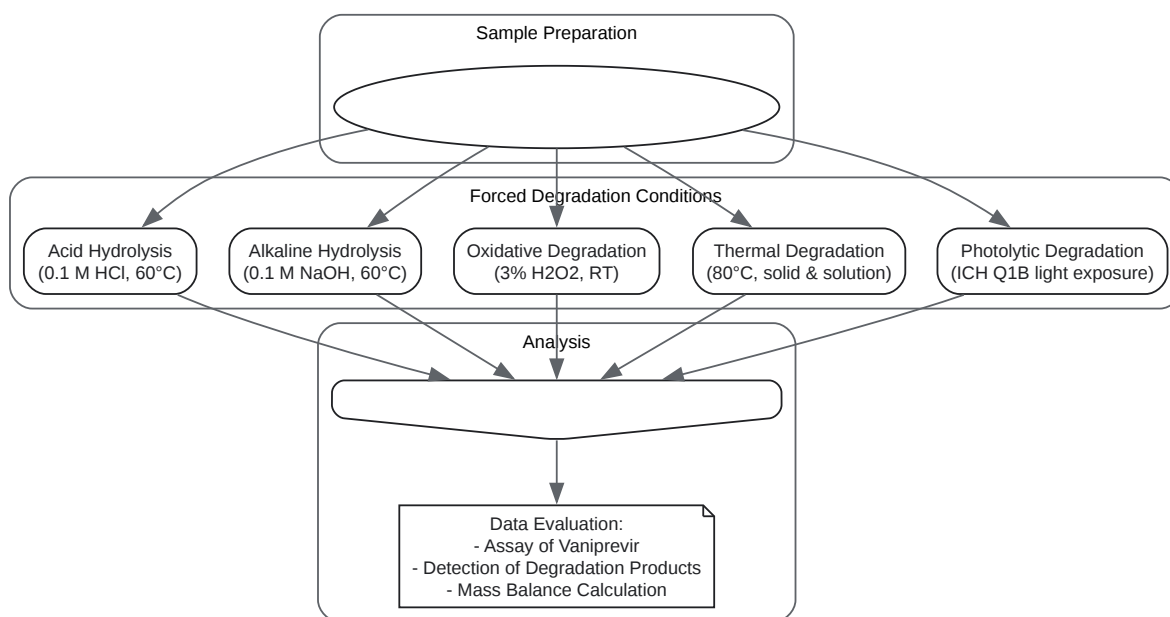 Sample Preparation
Forced Degradation Conditions
Acid Hydrolysis
(0.1 M HCl, 60°C)
Alkaline Hydrolysis
(0.1 M NaOH, 60°C)
Oxidative Degradation
(3% H2O2, RT)
Thermal Degradation
(80°C, solid & solution)
Photolytic Degradation
(ICH Q1B light exposure)
Analysis
Data Evaluation:
- Assay of Vaniprevir
- Detection of Degradation Products
- Mass Balance Calculation